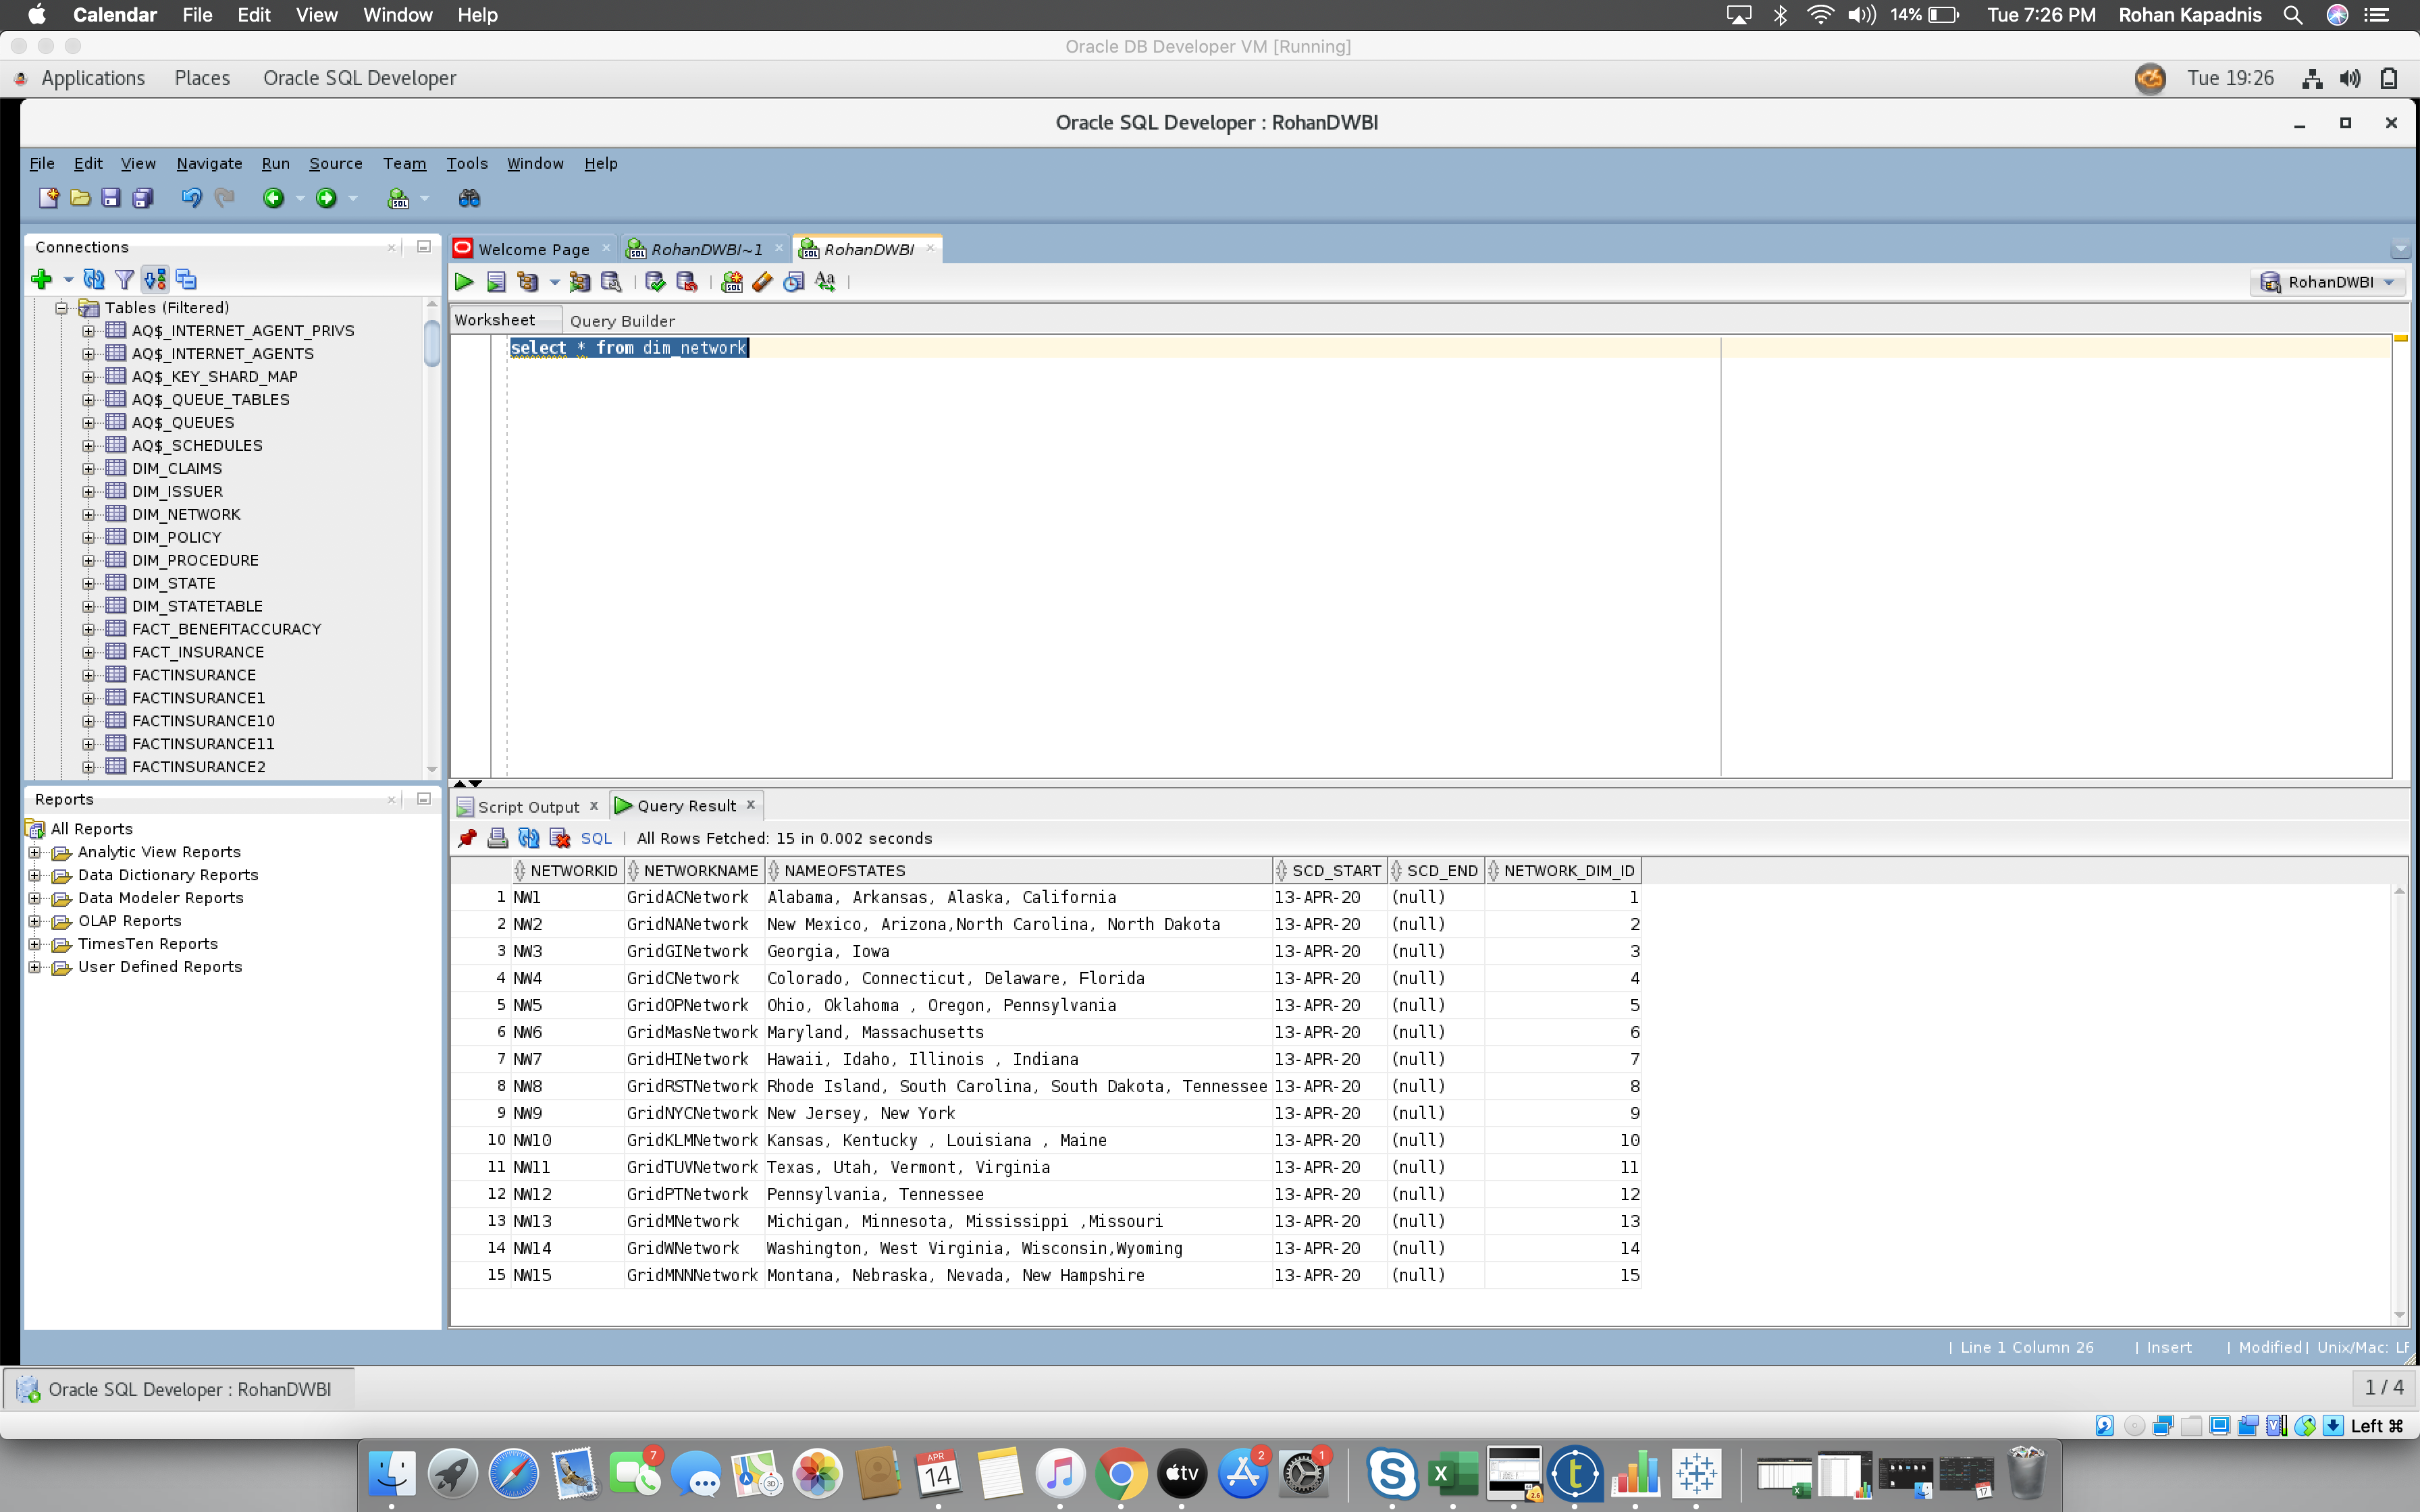 Calendar File Edit View Window Help 14% Tue 7:26 PM Rohan Kapadnis
Oracle DB Developer VM [Running]
Applications Places Oracle SQL Developer Tue 19:26
Oracle SQL Developer : RohanDWBI
File Edit View Navigate Run Source Team Tools Window Help
Connections
Tables (Filtered)
AQ$_INTERNET_AGENT_PRIVS
AQ$_INTERNET_AGENTS
AQ$_KEY_SHARD_MAP
AQ$_QUEUE_TABLES
AQ$_QUEUES
AQ$_SCHEDULES
DIM_CLAIMS
DIM_ISSUER
DIM_NETWORK
DIM_POLICY
DIM_PROCEDURE
DIM_STATE
DIM_STATETABLE
FACT_BENEFITACCURACY
FACT_INSURANCE
FACTINSURANCE
FACTINSURANCE1
FACTINSURANCE10
FACTINSURANCE11
FACTINSURANCE2
Reports
All Reports
Analytic View Reports
Data Dictionary Reports
Data Modeler Reports
OLAP Reports
TimesTen Reports
User Defined Reports
Welcome Page RohanDWBI~1 RohanDWBI
RohanDWBI
Worksheet Query Builder
select * from dim_network
Script Output x Query Result x
SQL | All Rows Fetched: 15 in 0.002 seconds
NETWORKID NETWORKNAME NAMEOFSTATES SCD_START SCD_END NETWORK_DIM_ID
1 NW1 GridACNetwork Alabama, Arkansas, Alaska, California 13-APR-20 (null) 1
2 NW2 GridNANetwork New Mexico, Arizona,North Carolina, North Dakota 13-APR-20 (null) 2
3 NW3 GridGINetwork Georgia, Iowa 13-APR-20 (null) 3
4 NW4 GridCNetwork Colorado, Connecticut, Delaware, Florida 13-APR-20 (null) 4
5 NW5 GridOPNetwork Ohio, Oklahoma , Oregon, Pennsylvania 13-APR-20 (null) 5
6 NW6 GridMasNetwork Maryland, Massachusetts 13-APR-20 (null) 6
7 NW7 GridHINetwork Hawaii, Idaho, Illinois , Indiana 13-APR-20 (null) 7
8 NW8 GridRSTNetwork Rhode Island, South Carolina, South Dakota, Tennessee 13-APR-20 (null) 8
9 NW9 GridNYCNetwork New Jersey, New York 13-APR-20 (null) 9
10 NW10 GridKLMNetwork Kansas, Kentucky , Louisiana , Maine 13-APR-20 (null) 10
11 NW11 GridTUVNetwork Texas, Utah, Vermont, Virginia 13-APR-20 (null) 11
12 NW12 GridPTNetwork Pennsylvania, Tennessee 13-APR-20 (null) 12
13 NW13 GridMNetwork Michigan, Minnesota, Mississippi ,Missouri 13-APR-20 (null) 13
14 NW14 GridWNetwork Washington, West Virginia, Wisconsin,Wyoming 13-APR-20 (null) 14
15 NW15 GridMNNNetwork Montana, Nebraska, Nevada, New Hampshire 13-APR-20 (null) 15
| Line 1 Column 26 | Insert | Modified | Unix/Mac: LF
Oracle SQL Developer : RohanDWBI 1 / 4
Left ⌘
7 APR 14 tv 2 1 S X t